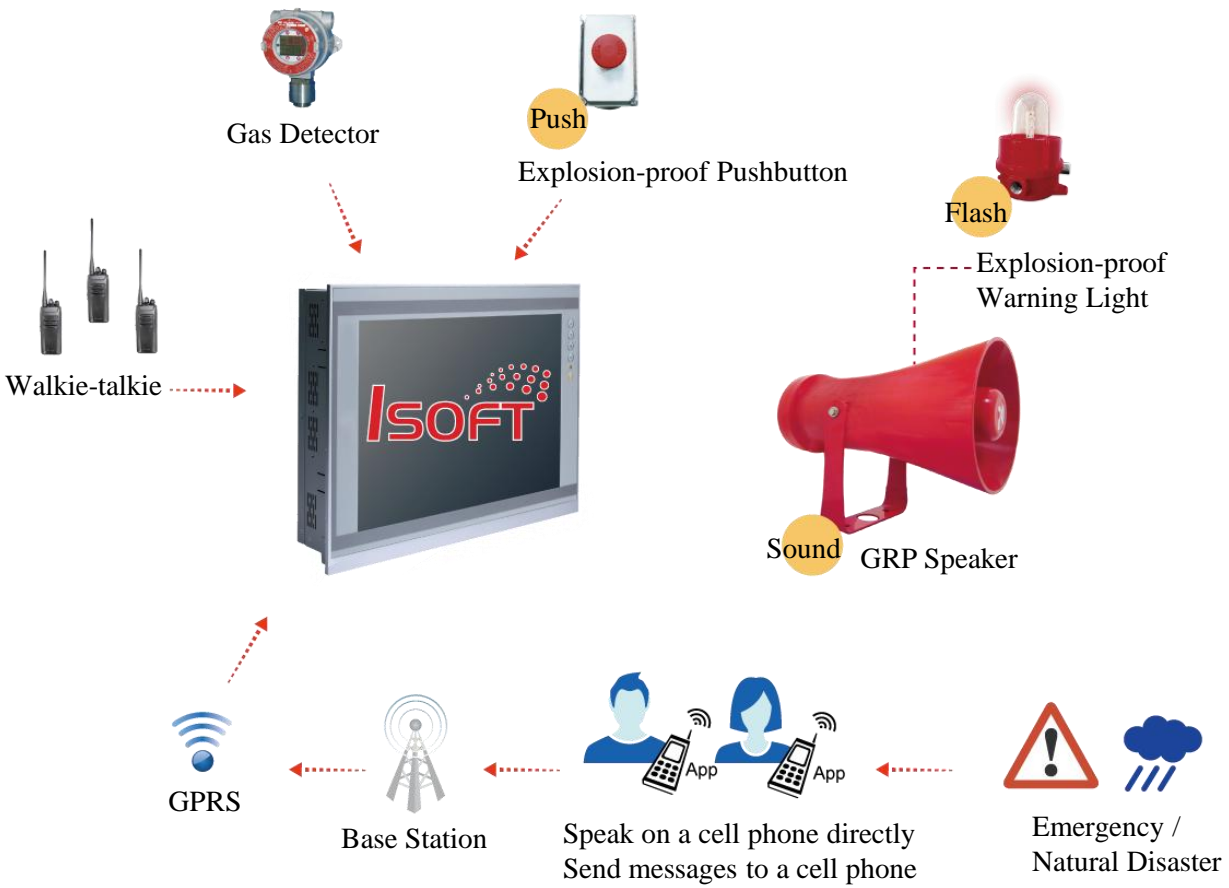 Gas Detector
Push
Explosion-proof Pushbutton
Flash
Explosion-proof
Warning Light
Walkie-talkie
ISOFT
Sound
GRP Speaker
GPRS
Base Station
App
App
Speak on a cell phone directly
Send messages to a cell phone
Emergency /
Natural Disaster